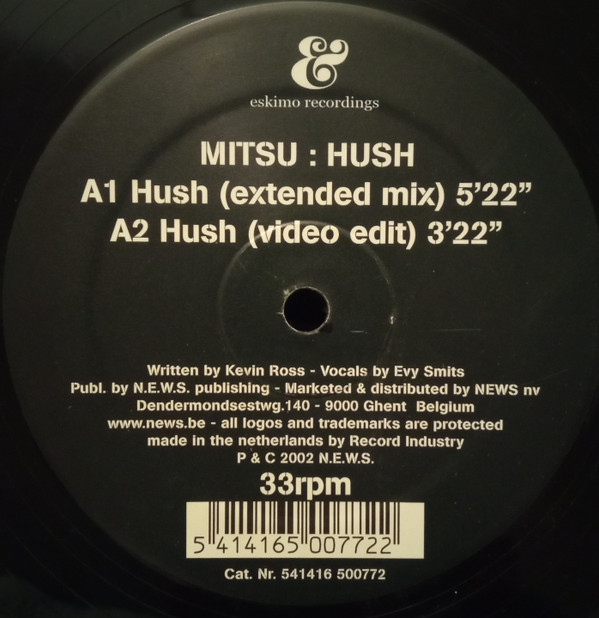 &
eskimo recordings
MITSU : HUSH
A1 Hush (extended mix) 5’22”
A2 Hush (video edit) 3’22”
Written by Kevin Ross - Vocals by Evy Smits
Publ. by N.E.W.S. publishing - Marketed & distributed by NEWS nv
Dendermondsestwg.140 - 9000 Ghent Belgium
www.news.be - all logos and trademarks are protected
made in the netherlands by Record Industry
P & C 2002 N.E.W.S.
33rpm
5 414165 007722
Cat. Nr. 541416 500772